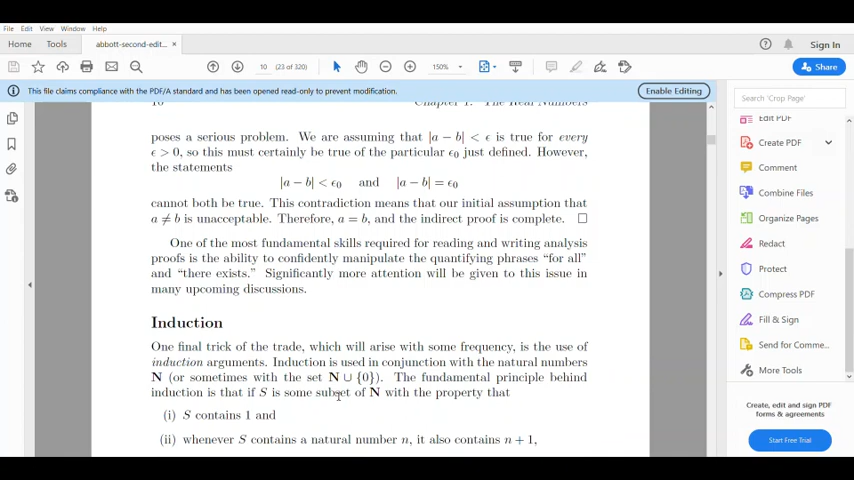 File Edit View Window Help
Home Tools abbott-second-edit... × Sign In
10 (23 of 320) 150% Share
This file claims compliance with the PDF/A standard and has been opened read-only to prevent modification. Enable Editing
10 Chapter 1. The Real Numbers
poses a serious problem. We are assuming that |a − b| < ϵ is true for every
ϵ > 0, so this must certainly be true of the particular ϵ₀ just defined. However,
the statements
|a − b| < ϵ₀ and |a − b| = ϵ₀
cannot both be true. This contradiction means that our initial assumption that
a ≠ b is unacceptable. Therefore, a = b, and the indirect proof is complete. □
One of the most fundamental skills required for reading and writing analysis
proofs is the ability to confidently manipulate the quantifying phrases “for all”
and “there exists.” Significantly more attention will be given to this issue in
many upcoming discussions.
Induction
One final trick of the trade, which will arise with some frequency, is the use of
induction arguments. Induction is used in conjunction with the natural numbers
N (or sometimes with the set N ∪ {0}). The fundamental principle behind
induction is that if S is some subset of N with the property that
(i) S contains 1 and
(ii) whenever S contains a natural number n, it also contains n + 1,
Search 'Crop Page'
Edit PDF
Create PDF
Comment
Combine Files
Organize Pages
Redact
Protect
Compress PDF
Fill & Sign
Send for Comme...
More Tools
Create, edit and sign PDF
forms & agreements
Start Free Trial